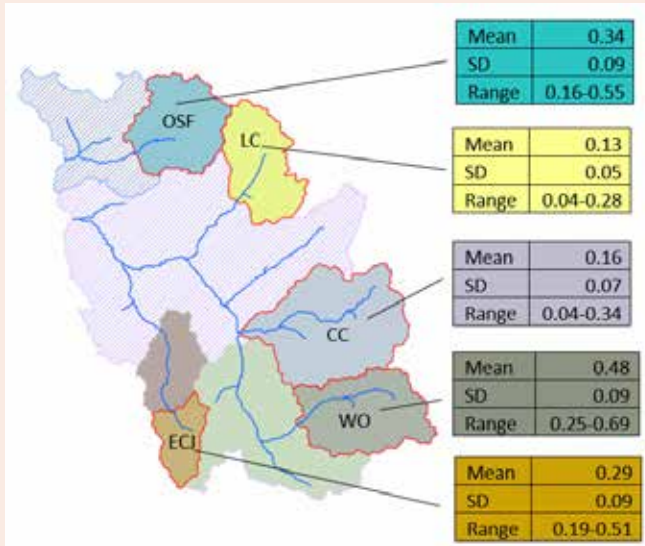 Mean 0.34
SD 0.09
Range 0.16-0.55
OSF
LC
Mean 0.13
SD 0.05
Range 0.04-0.28
Mean 0.16
SD 0.07
Range 0.04-0.34
CC
Mean 0.48
SD 0.09
Range 0.25-0.69
WO
ECJ
Mean 0.29
SD 0.09
Range 0.19-0.51